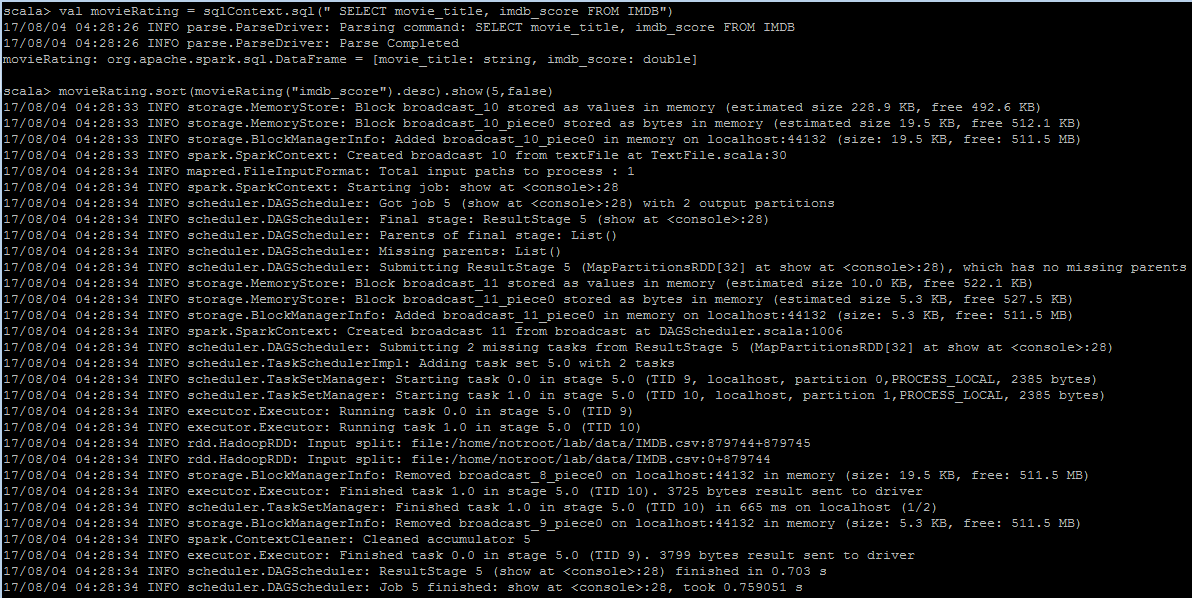 scala> val movieRating = sqlContext.sql(" SELECT movie_title, imdb_score FROM IMDB")
17/08/04 04:28:26 INFO parse.ParseDriver: Parsing command: SELECT movie_title, imdb_score FROM IMDB
17/08/04 04:28:26 INFO parse.ParseDriver: Parse Completed
movieRating: org.apache.spark.sql.DataFrame = [movie_title: string, imdb_score: double]
scala> movieRating.sort(movieRating("imdb_score").desc).show(5,false)
17/08/04 04:28:33 INFO storage.MemoryStore: Block broadcast_10 stored as values in memory (estimated size 228.9 KB, free 492.6 KB)
17/08/04 04:28:33 INFO storage.MemoryStore: Block broadcast_10_piece0 stored as bytes in memory (estimated size 19.5 KB, free 512.1 KB)
17/08/04 04:28:33 INFO storage.BlockManagerInfo: Added broadcast_10_piece0 in memory on localhost:44132 (size: 19.5 KB, free: 511.5 MB)
17/08/04 04:28:33 INFO spark.SparkContext: Created broadcast 10 from textFile at TextFile.scala:30
17/08/04 04:28:34 INFO mapred.FileInputFormat: Total input paths to process : 1
17/08/04 04:28:34 INFO spark.SparkContext: Starting job: show at <console>:28
17/08/04 04:28:34 INFO scheduler.DAGScheduler: Got job 5 (show at <console>:28) with 2 output partitions
17/08/04 04:28:34 INFO scheduler.DAGScheduler: Final stage: ResultStage 5 (show at <console>:28)
17/08/04 04:28:34 INFO scheduler.DAGScheduler: Parents of final stage: List()
17/08/04 04:28:34 INFO scheduler.DAGScheduler: Missing parents: List()
17/08/04 04:28:34 INFO scheduler.DAGScheduler: Submitting ResultStage 5 (MapPartitionsRDD[32] at show at <console>:28), which has no missing parents
17/08/04 04:28:34 INFO storage.MemoryStore: Block broadcast_11 stored as values in memory (estimated size 10.0 KB, free 522.1 KB)
17/08/04 04:28:34 INFO storage.MemoryStore: Block broadcast_11_piece0 stored as bytes in memory (estimated size 5.3 KB, free 527.5 KB)
17/08/04 04:28:34 INFO storage.BlockManagerInfo: Added broadcast_11_piece0 in memory on localhost:44132 (size: 5.3 KB, free: 511.5 MB)
17/08/04 04:28:34 INFO spark.SparkContext: Created broadcast 11 from broadcast at DAGScheduler.scala:1006
17/08/04 04:28:34 INFO scheduler.DAGScheduler: Submitting 2 missing tasks from ResultStage 5 (MapPartitionsRDD[32] at show at <console>:28)
17/08/04 04:28:34 INFO scheduler.TaskSchedulerImpl: Adding task set 5.0 with 2 tasks
17/08/04 04:28:34 INFO scheduler.TaskSetManager: Starting task 0.0 in stage 5.0 (TID 9, localhost, partition 0,PROCESS_LOCAL, 2385 bytes)
17/08/04 04:28:34 INFO scheduler.TaskSetManager: Starting task 1.0 in stage 5.0 (TID 10, localhost, partition 1,PROCESS_LOCAL, 2385 bytes)
17/08/04 04:28:34 INFO executor.Executor: Running task 0.0 in stage 5.0 (TID 9)
17/08/04 04:28:34 INFO executor.Executor: Running task 1.0 in stage 5.0 (TID 10)
17/08/04 04:28:34 INFO rdd.HadoopRDD: Input split: file:/home/notroot/lab/data/IMDB.csv:879744+879745
17/08/04 04:28:34 INFO rdd.HadoopRDD: Input split: file:/home/notroot/lab/data/IMDB.csv:0+879744
17/08/04 04:28:34 INFO storage.BlockManagerInfo: Removed broadcast_8_piece0 on localhost:44132 in memory (size: 19.5 KB, free: 511.5 MB)
17/08/04 04:28:34 INFO executor.Executor: Finished task 1.0 in stage 5.0 (TID 10). 3725 bytes result sent to driver
17/08/04 04:28:34 INFO scheduler.TaskSetManager: Finished task 1.0 in stage 5.0 (TID 10) in 665 ms on localhost (1/2)
17/08/04 04:28:34 INFO storage.BlockManagerInfo: Removed broadcast_9_piece0 on localhost:44132 in memory (size: 5.3 KB, free: 511.5 MB)
17/08/04 04:28:34 INFO spark.ContextCleaner: Cleaned accumulator 5
17/08/04 04:28:34 INFO executor.Executor: Finished task 0.0 in stage 5.0 (TID 9). 3799 bytes result sent to driver
17/08/04 04:28:34 INFO scheduler.DAGScheduler: ResultStage 5 (show at <console>:28) finished in 0.703 s
17/08/04 04:28:34 INFO scheduler.DAGScheduler: Job 5 finished: show at <console>:28, took 0.759051 s